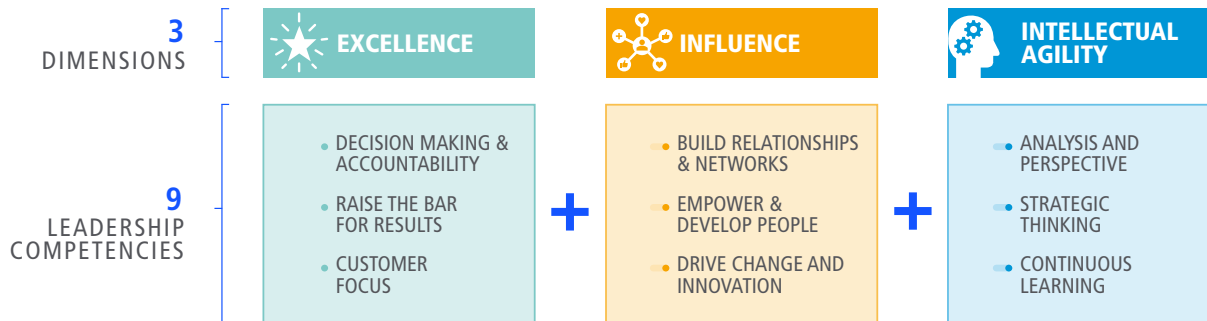 3
DIMENSIONS
EXCELLENCE
INFLUENCE
INTELLECTUAL
AGILITY
9
LEADERSHIP
COMPETENCIES
DECISION MAKING &
ACCOUNTABILITY
RAISE THE BAR
FOR RESULTS
CUSTOMER
FOCUS
+
BUILD RELATIONSHIPS
& NETWORKS
EMPOWER &
DEVELOP PEOPLE
DRIVE CHANGE AND
INNOVATION
+
ANALYSIS AND
PERSPECTIVE
STRATEGIC
THINKING
CONTINUOUS
LEARNING